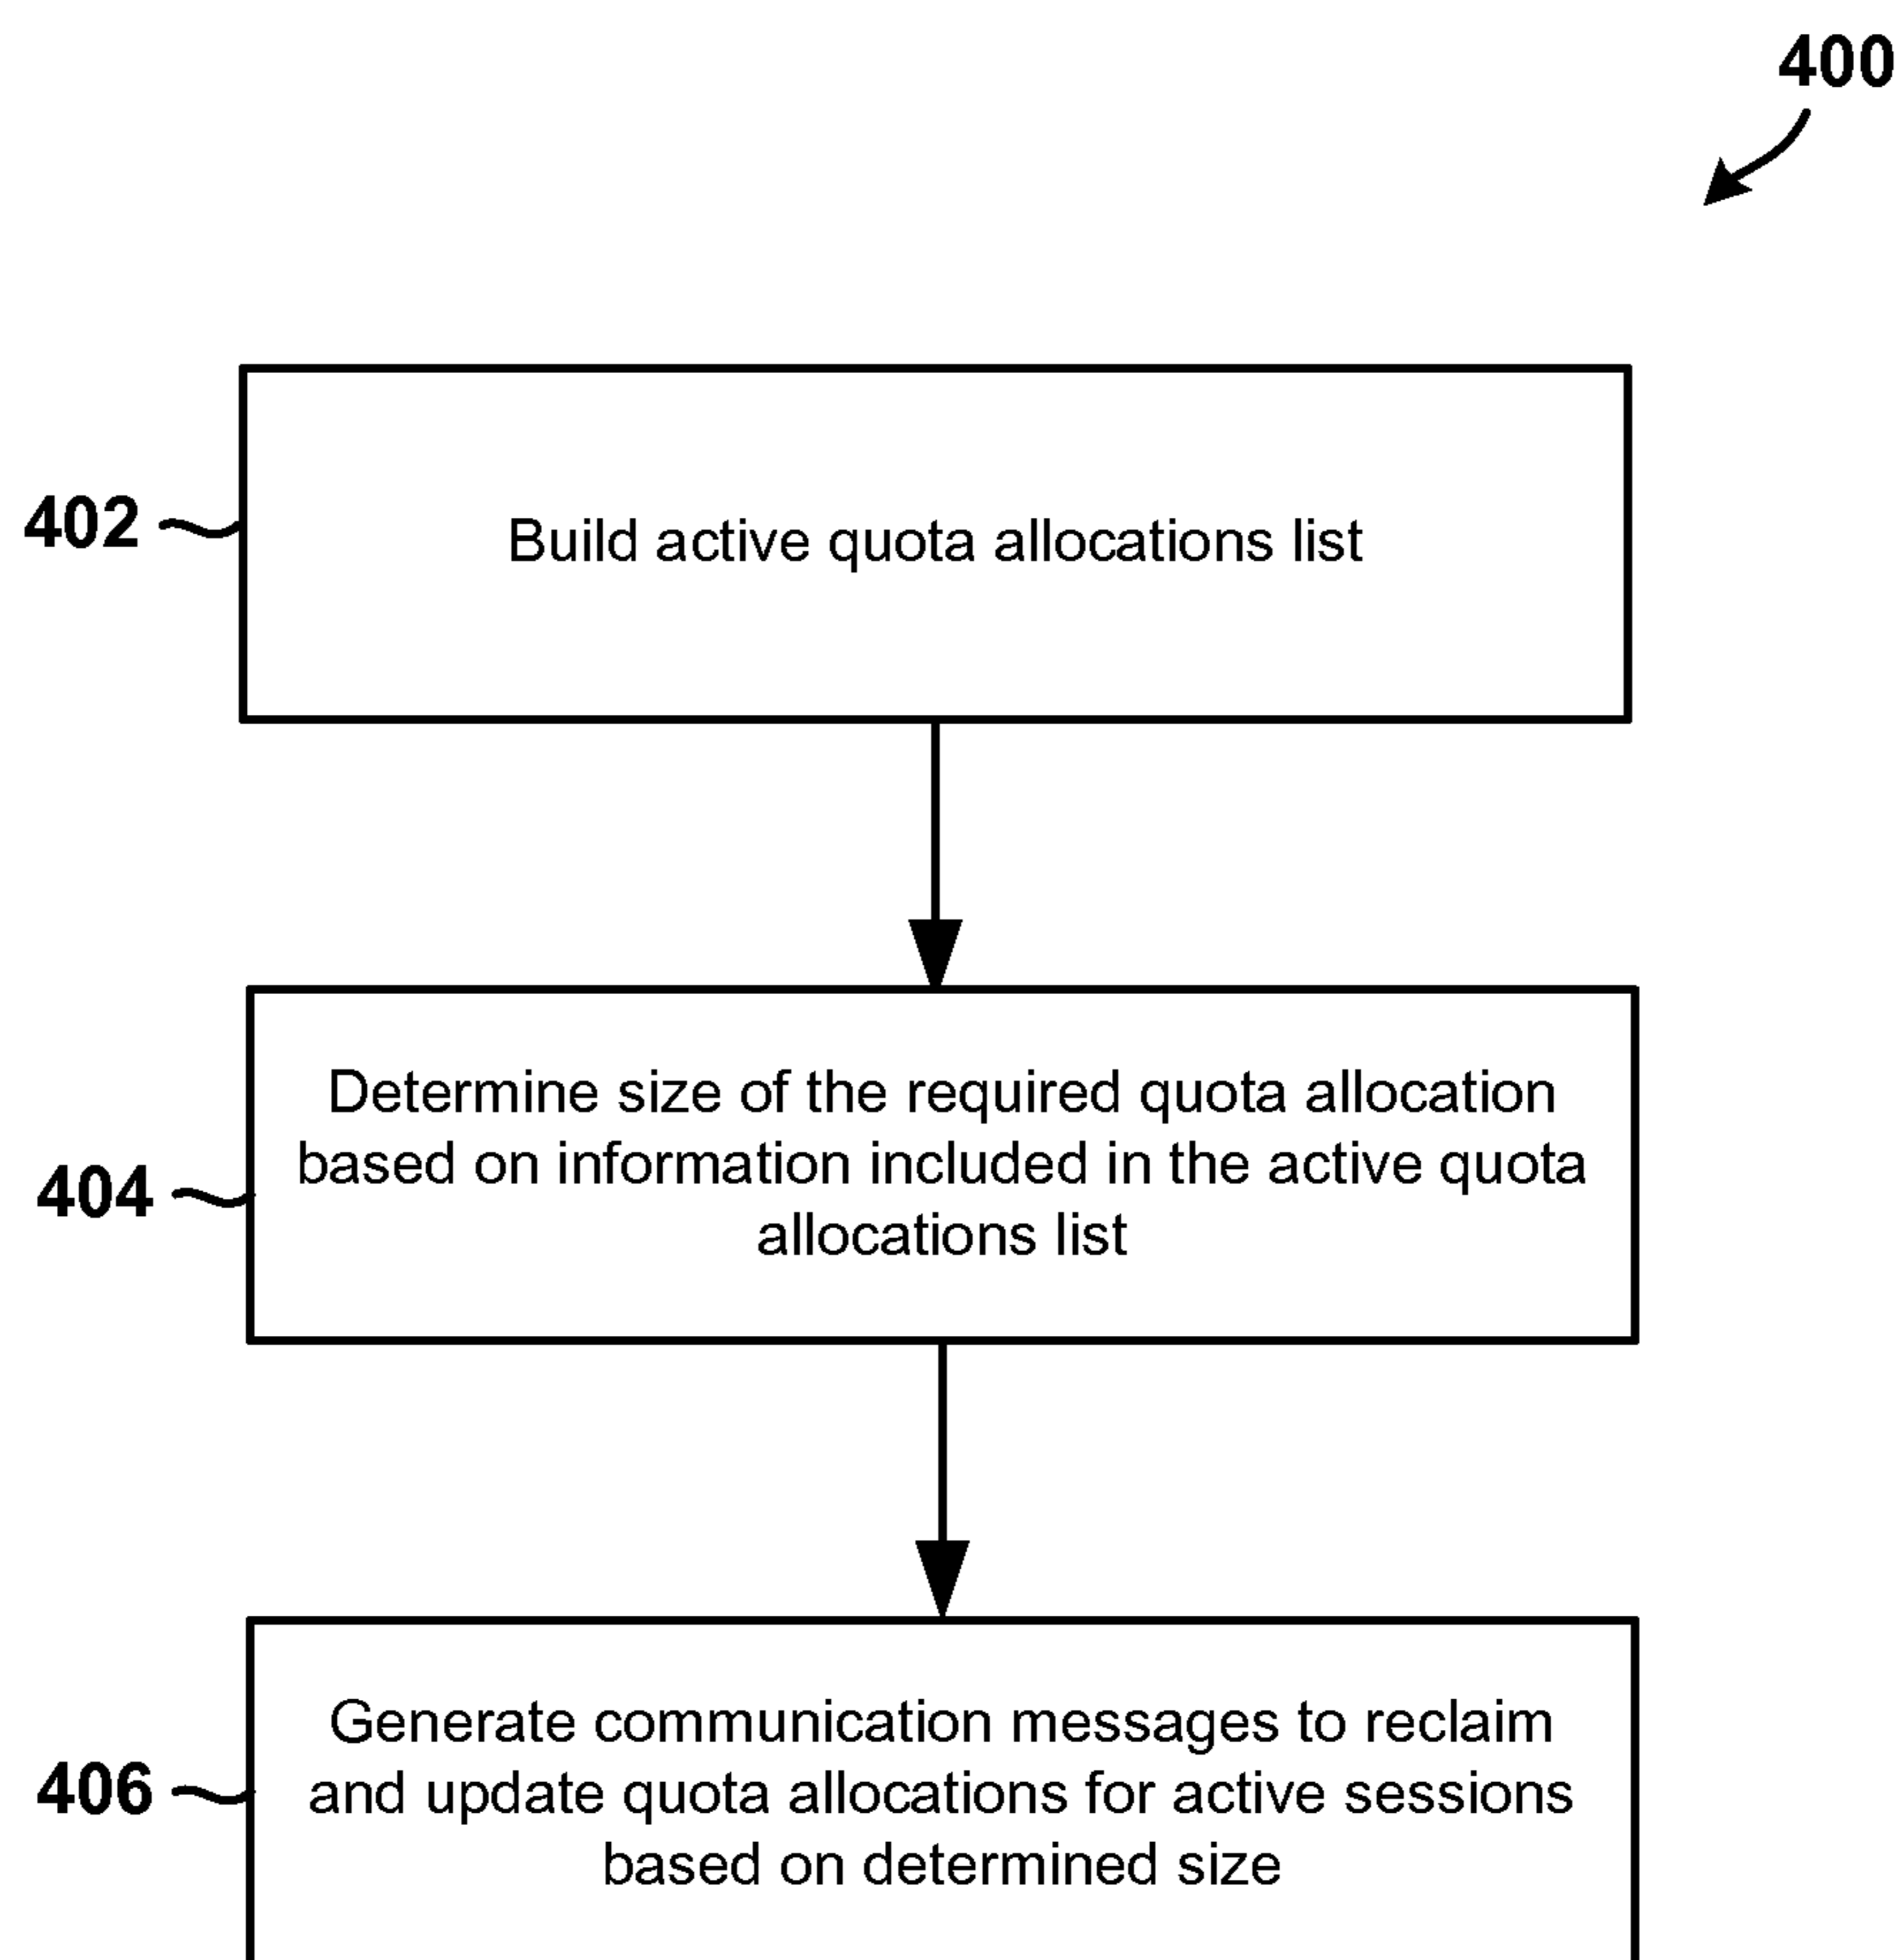 400
402
Build active quota allocations list
Determine size of the required quota allocation
based on information included in the active quota
allocations list
404
Generate communication messages to reclaim
and update quota allocations for active sessions
based on determined size
406